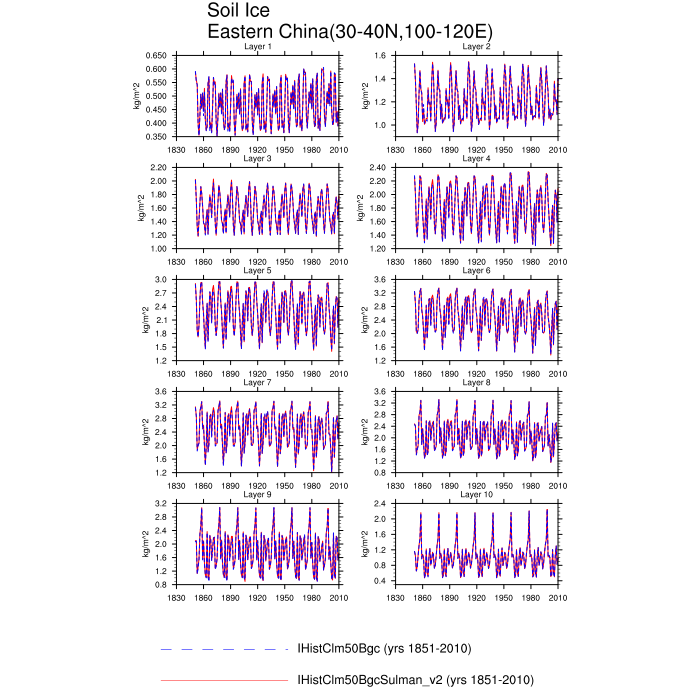 Soil Ice
Eastern China(30-40N,100-120E)
Layer 1
0.650
0.600
0.550
0.500
0.450
0.400
0.350
kg/m^2
1830 1860 1890 1920 1950 1980 2010
Layer 2
1.6
1.4
1.2
1.0
kg/m^2
1830 1860 1890 1920 1950 1980 2010
Layer 3
2.20
2.00
1.80
1.60
1.40
1.20
1.00
kg/m^2
1830 1860 1890 1920 1950 1980 2010
Layer 4
2.40
2.20
2.00
1.80
1.60
1.40
1.20
kg/m^2
1830 1860 1890 1920 1950 1980 2010
Layer 5
3.0
2.7
2.4
2.1
1.8
1.5
1.2
kg/m^2
1830 1860 1890 1920 1950 1980 2010
Layer 6
3.6
3.2
2.8
2.4
2.0
1.6
1.2
kg/m^2
1830 1860 1890 1920 1950 1980 2010
Layer 7
3.6
3.2
2.8
2.4
2.0
1.6
1.2
kg/m^2
1830 1860 1890 1920 1950 1980 2010
Layer 8
3.6
3.2
2.8
2.4
2.0
1.6
1.2
0.8
kg/m^2
1830 1860 1890 1920 1950 1980 2010
Layer 9
3.2
2.8
2.4
2.0
1.6
1.2
0.8
kg/m^2
1830 1860 1890 1920 1950 1980 2010
Layer 10
2.4
2.0
1.6
1.2
0.8
0.4
kg/m^2
1830 1860 1890 1920 1950 1980 2010
IHistClm50Bgc (yrs 1851-2010)
IHistClm50BgcSulman_v2 (yrs 1851-2010)